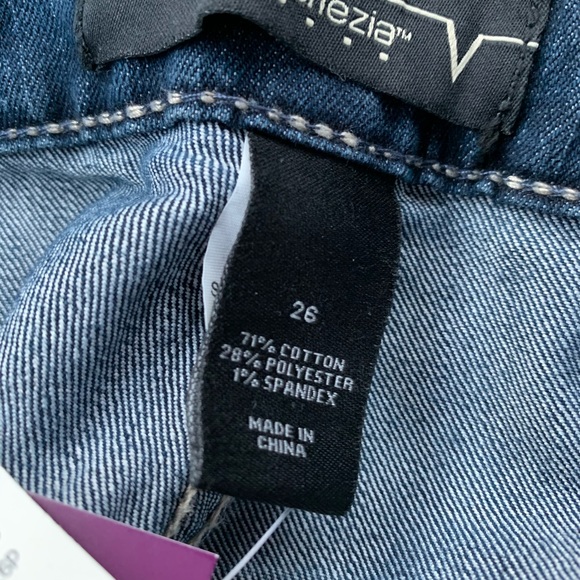 26
71% COTTON
28% POLYESTER
1% SPANDEX
MADE IN
CHINA